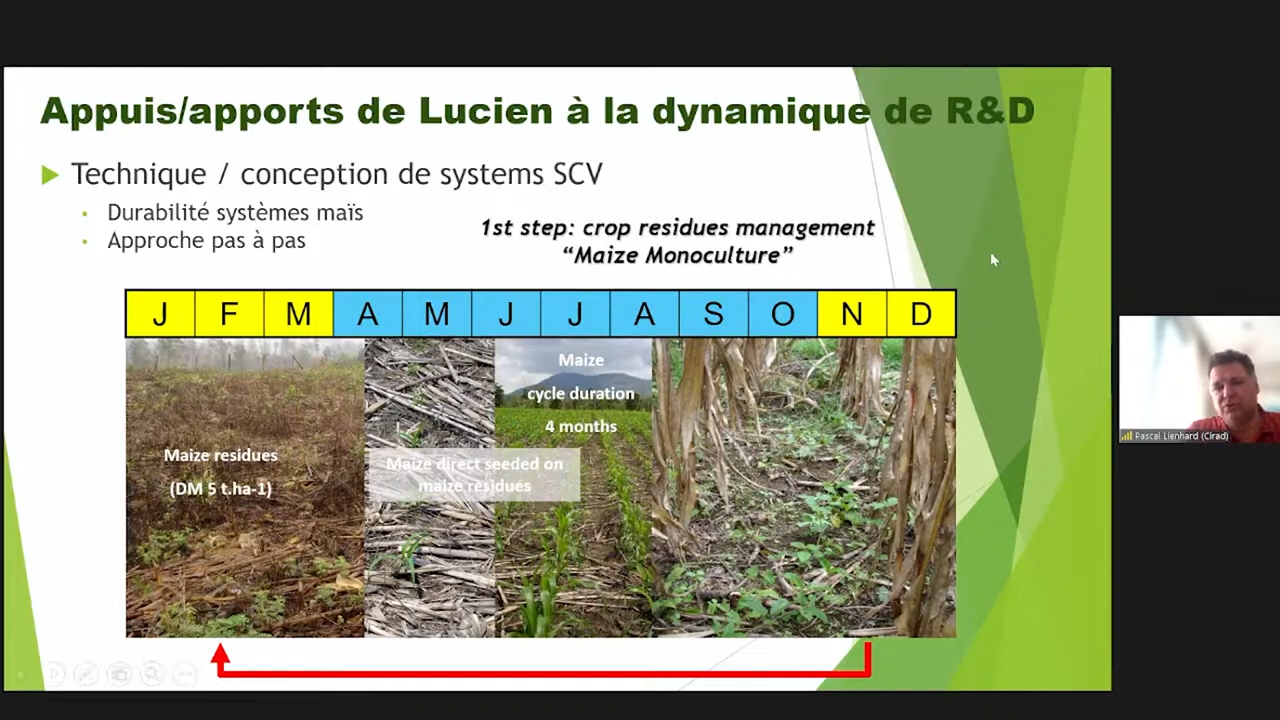 Appuis/apports de Lucien à la dynamique de R&D
Technique / conception de systems SCV
Durabilité systèmes maïs
Approche pas à pas
1st step: crop residues management
“Maize Monoculture”
J F M A M J J A S O N D
Maize
cycle duration
4 months
Maize residues
(DM 5 t.ha-1)
Maize direct seeded on
maize residues
Pascal Lienhard (Cirad)